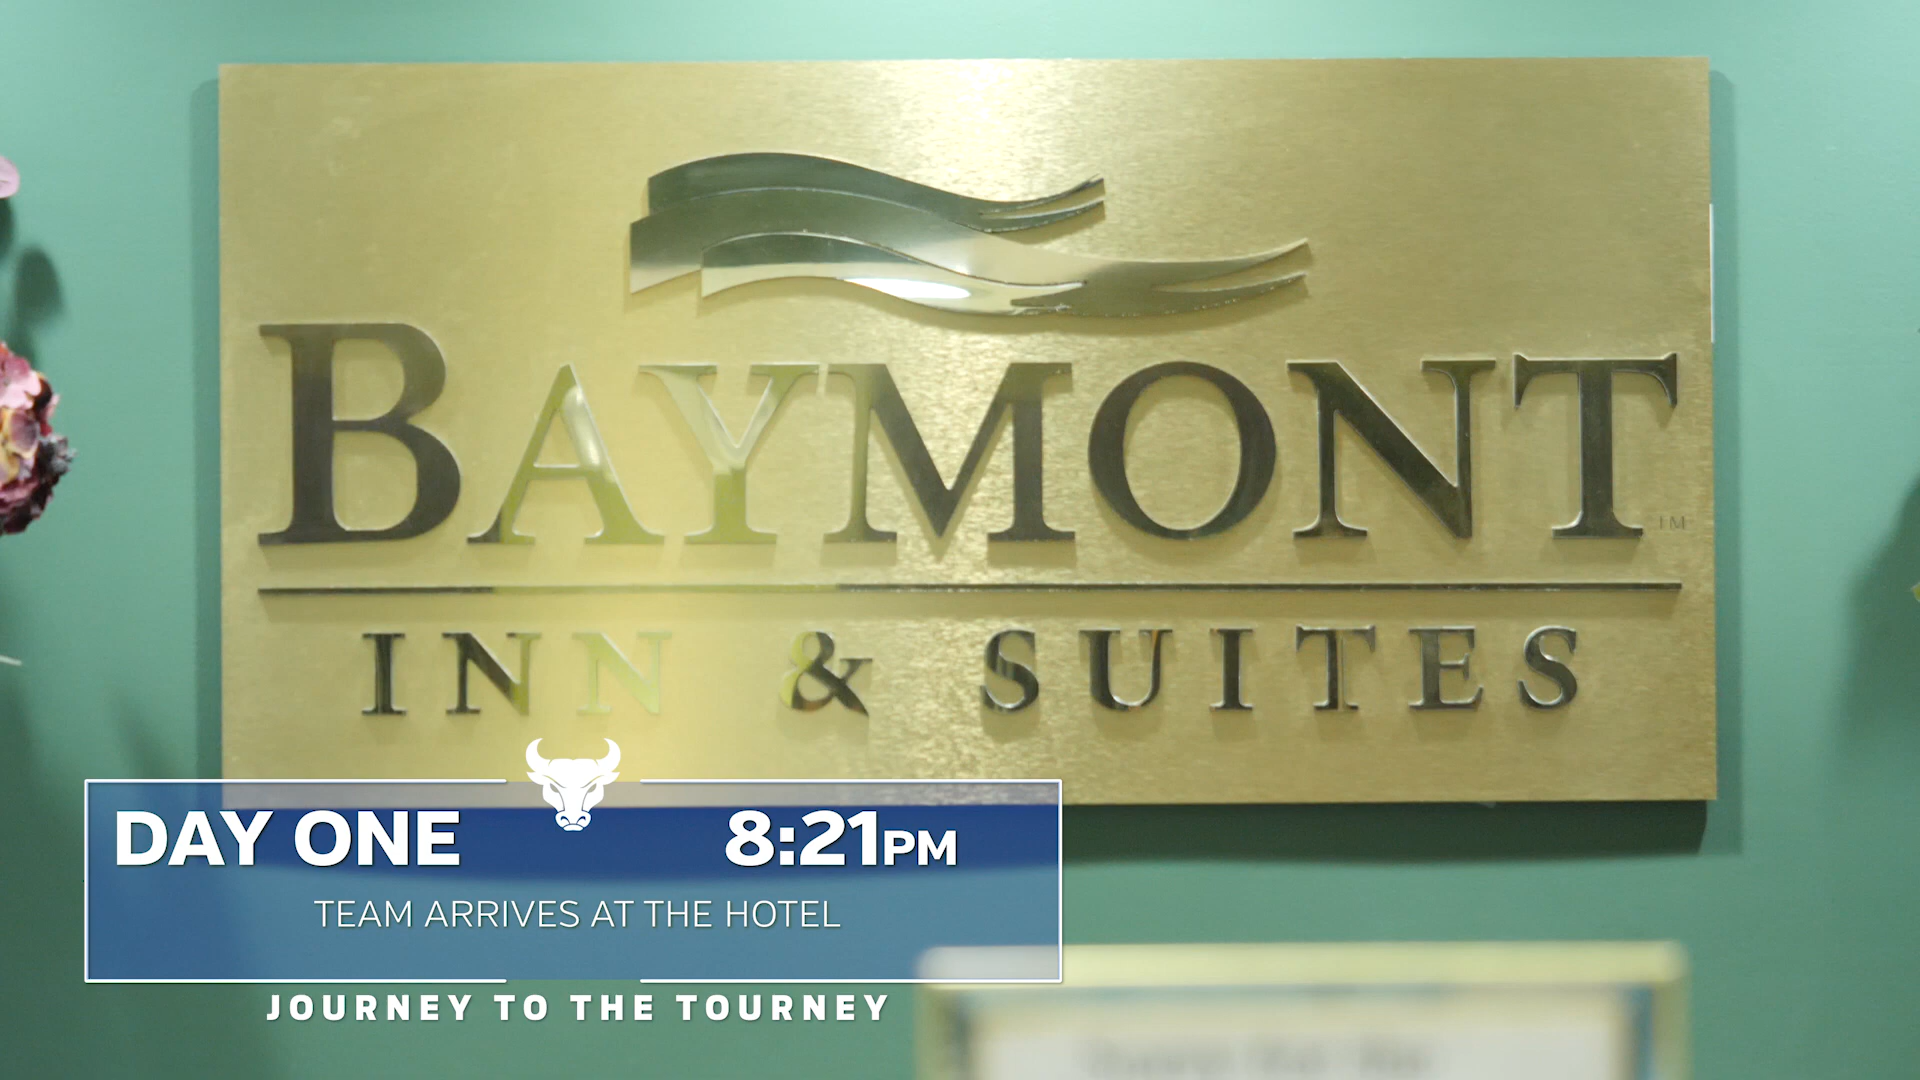 BAYMONT TM
INN & SUITES
DAY ONE 8:21PM
TEAM ARRIVES AT THE HOTEL
JOURNEY TO THE TOURNEY